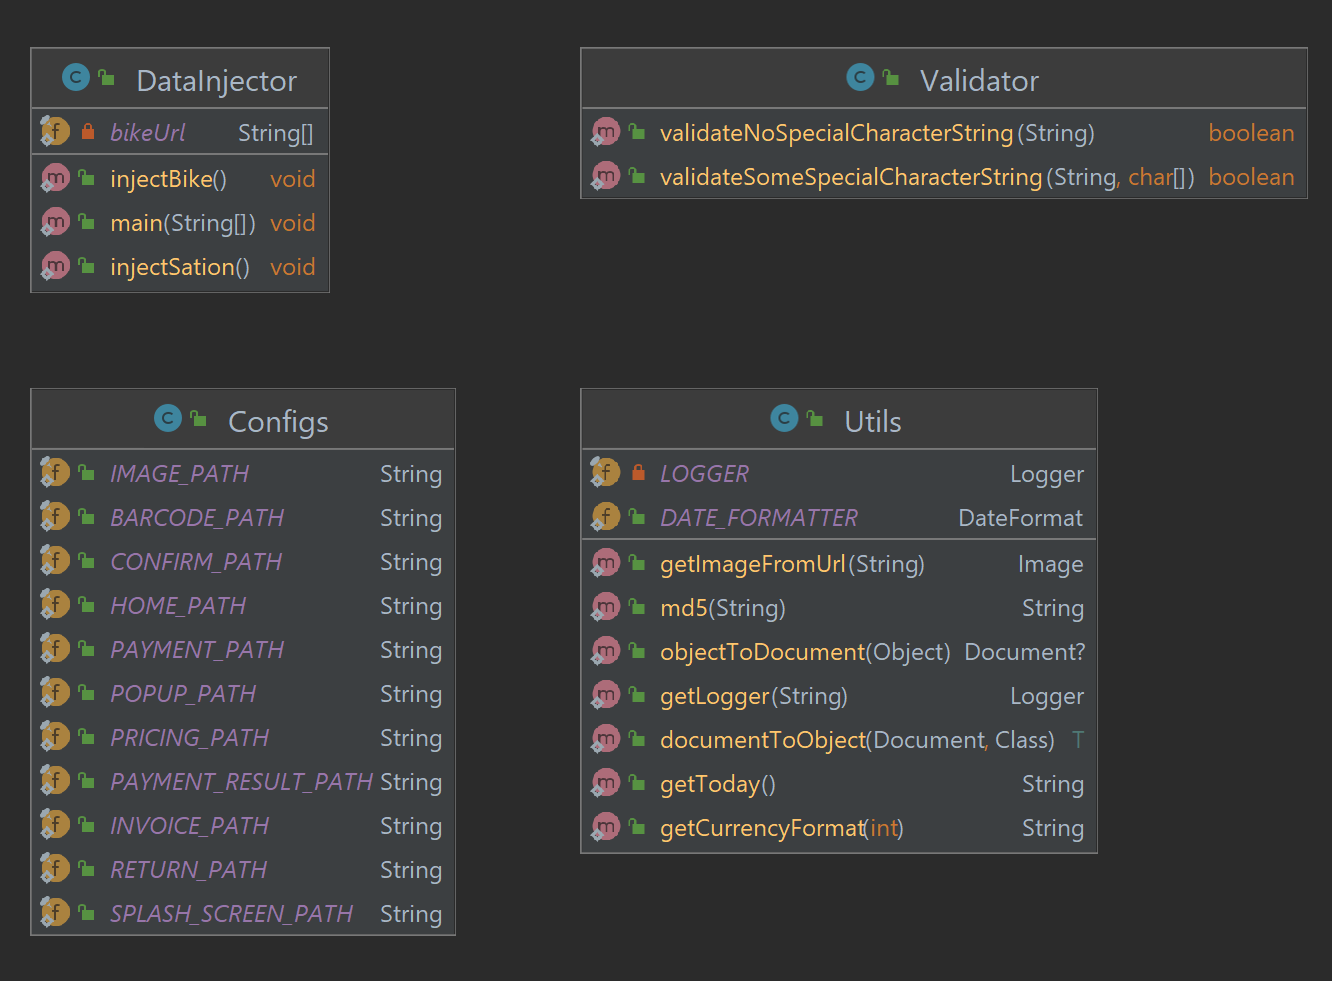 DataInjector
bikeUrl String[]
injectBike() void
main(String[]) void
injectSation() void
Validator
validateNoSpecialCharacterString(String) boolean
validateSomeSpecialCharacterString(String, char[]) boolean
Configs
IMAGE_PATH String
BARCODE_PATH String
CONFIRM_PATH String
HOME_PATH String
PAYMENT_PATH String
POPUP_PATH String
PRICING_PATH String
PAYMENT_RESULT_PATH String
INVOICE_PATH String
RETURN_PATH String
SPLASH_SCREEN_PATH String
Utils
LOGGER Logger
DATE_FORMATTER DateFormat
getImageFromUrl(String) Image
md5(String) String
objectToDocument(Object) Document?
getLogger(String) Logger
documentToObject(Document, Class) T
getToday() String
getCurrencyFormat(int) String